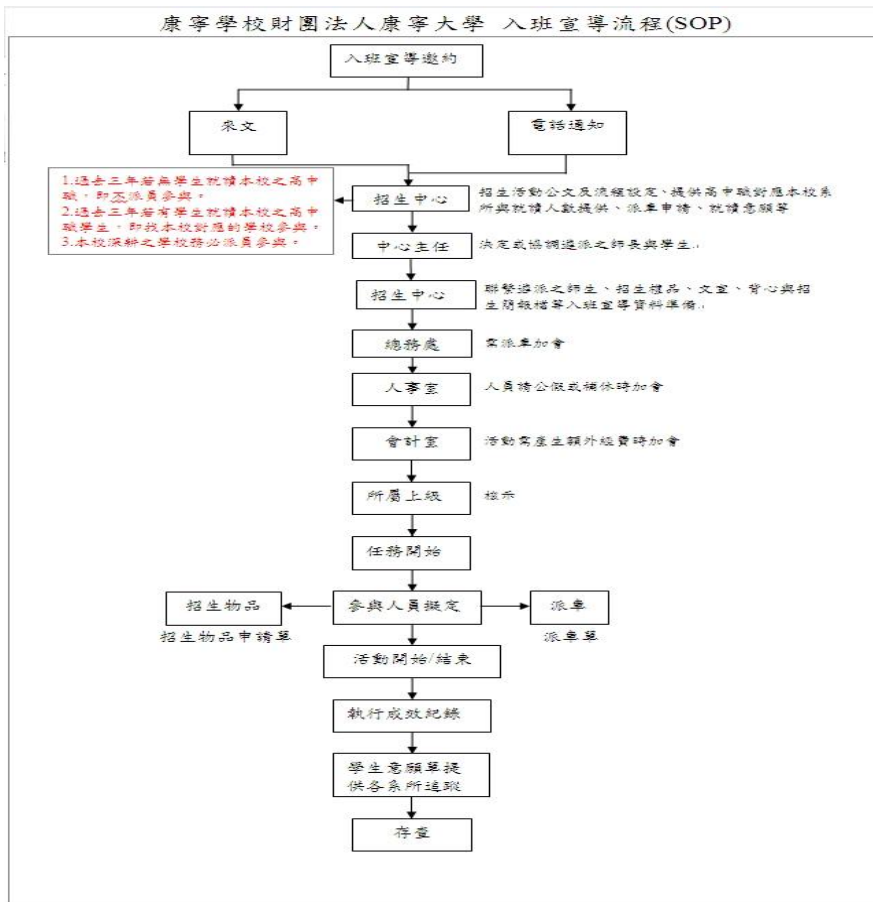 康寧學校財團法人康寧大學 入班宣導流程(SOP)
入班宣導邀約
來文
電話通知
1.過去三年若無學生就讀本校之高中
職，即不派員參與。
2.過去三年若有學生就讀本校之高中
職學生，即找本校對應的學校參與。
3.本校深耕之學校務必派員參與。
招生中心
招生活動公文及流程設定、提供高中職對應本校系
所與就讀人數提供、派車申請、就讀意願等
中心主任
決定或協調遴派之師長與學生
招生中心
聯繫遴派之師生、招生禮品、文宣、背心與招
生簡報檔等入班宣導資料準備
總務處
需派車加會
人事室
人員請公假或補休時加會
會計室
活動需產生額外經費時加會
所屬上級
核示
任務開始
招生物品
參與人員擬定
派車
招生物品申請單
派車單
活動開始/結束
執行成效紀錄
學生意願單提
供各系所追蹤
存查